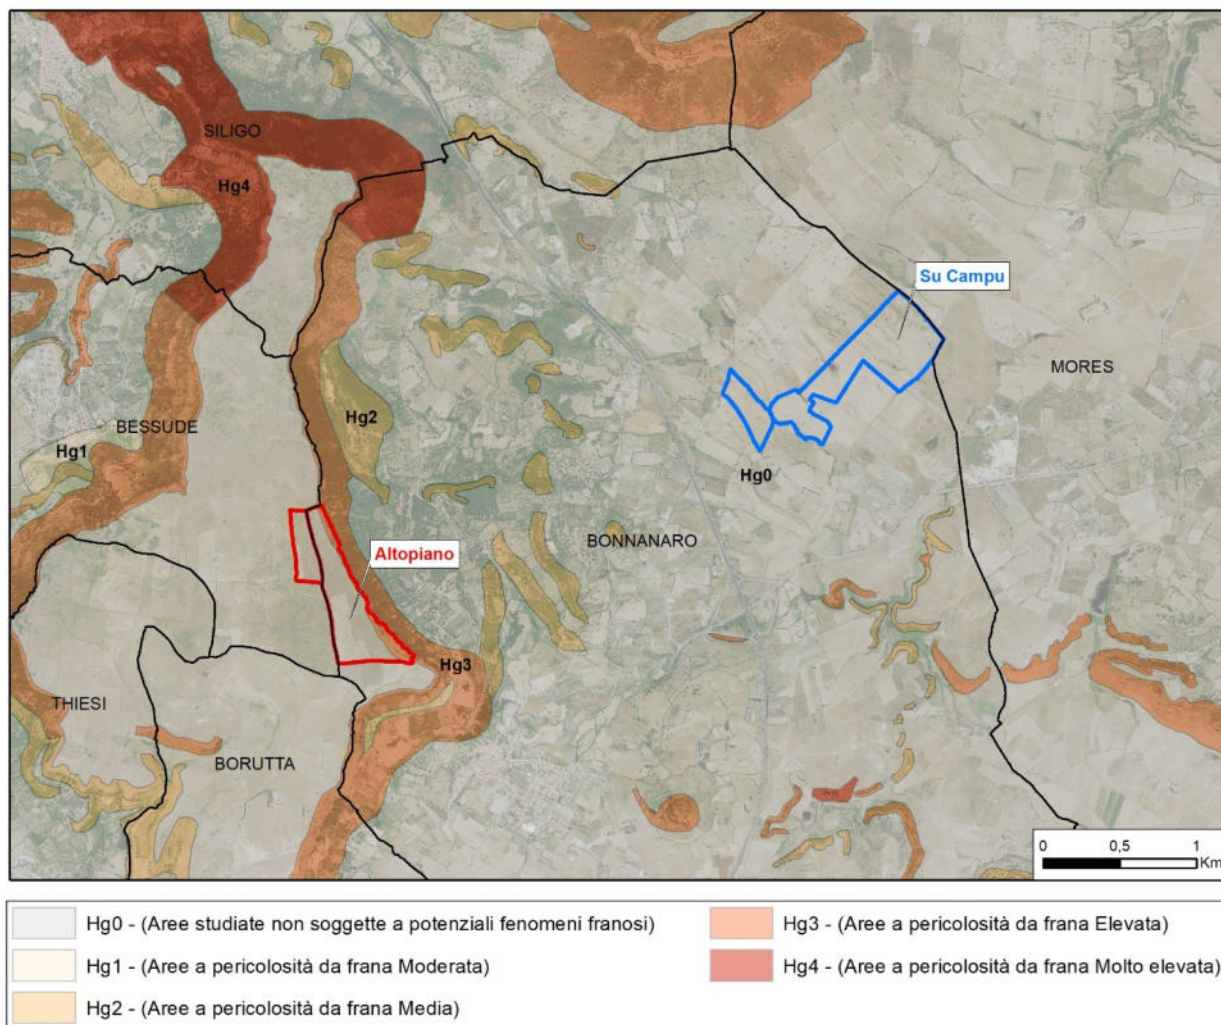 SILIGO
Hg4
Su Campu
MORES
Hg2
BESSUDE
Hg1
Hg0
BONNANARO
Altopiano
Hg3
THIESI
BORUTTA
0 0,5 1
Km
Hg0 - (Aree studiate non soggette a potenziali fenomeni franosi)
Hg1 - (Aree a pericolosità da frana Moderata)
Hg2 - (Aree a pericolosità da frana Media)
Hg3 - (Aree a pericolosità da frana Elevata)
Hg4 - (Aree a pericolosità da frana Molto elevata)